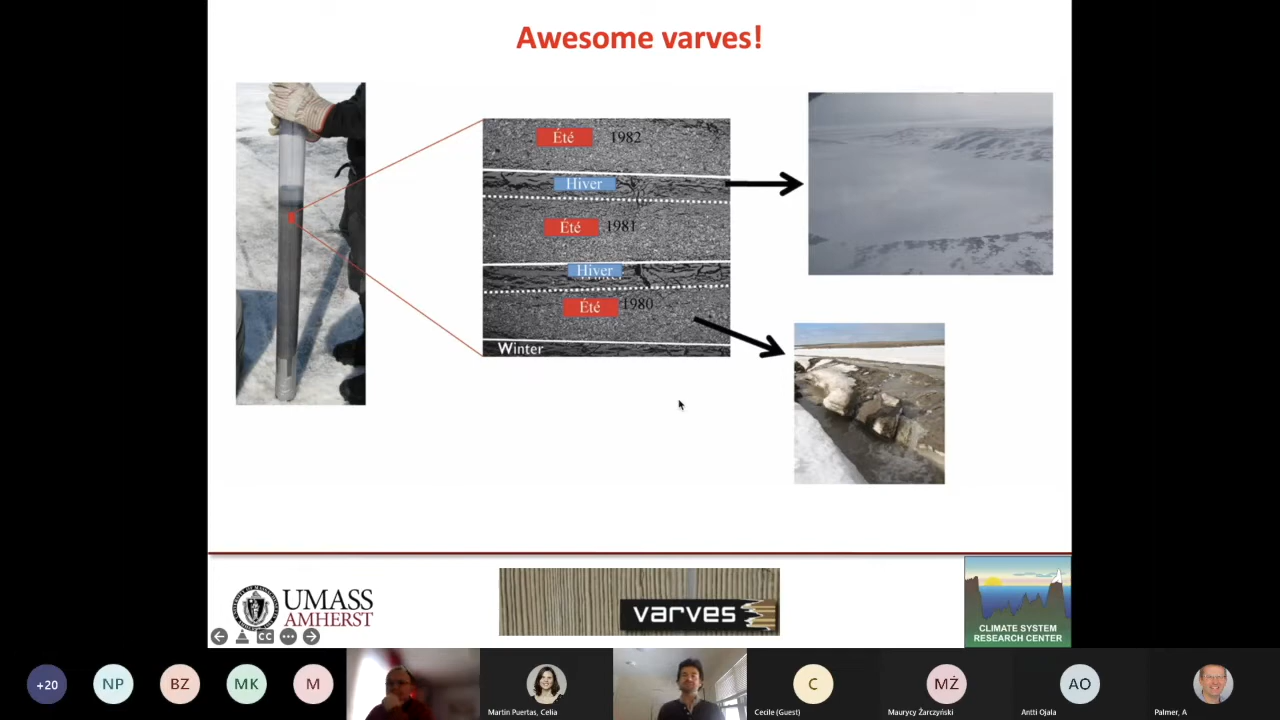 Awesome varves!
Été 1982
Hiver
Été 1981
Hiver
Été 1980
Winter
UMASS
AMHERST
varves
CLIMATE SYSTEM
RESEARCH CENTER
CC
+20
NP
BZ
MK
M
Martin Puertas, Celia
C
Cecile (Guest)
MŻ
Maurycy Żarczyński
AO
Antti Ojala
Palmer, A